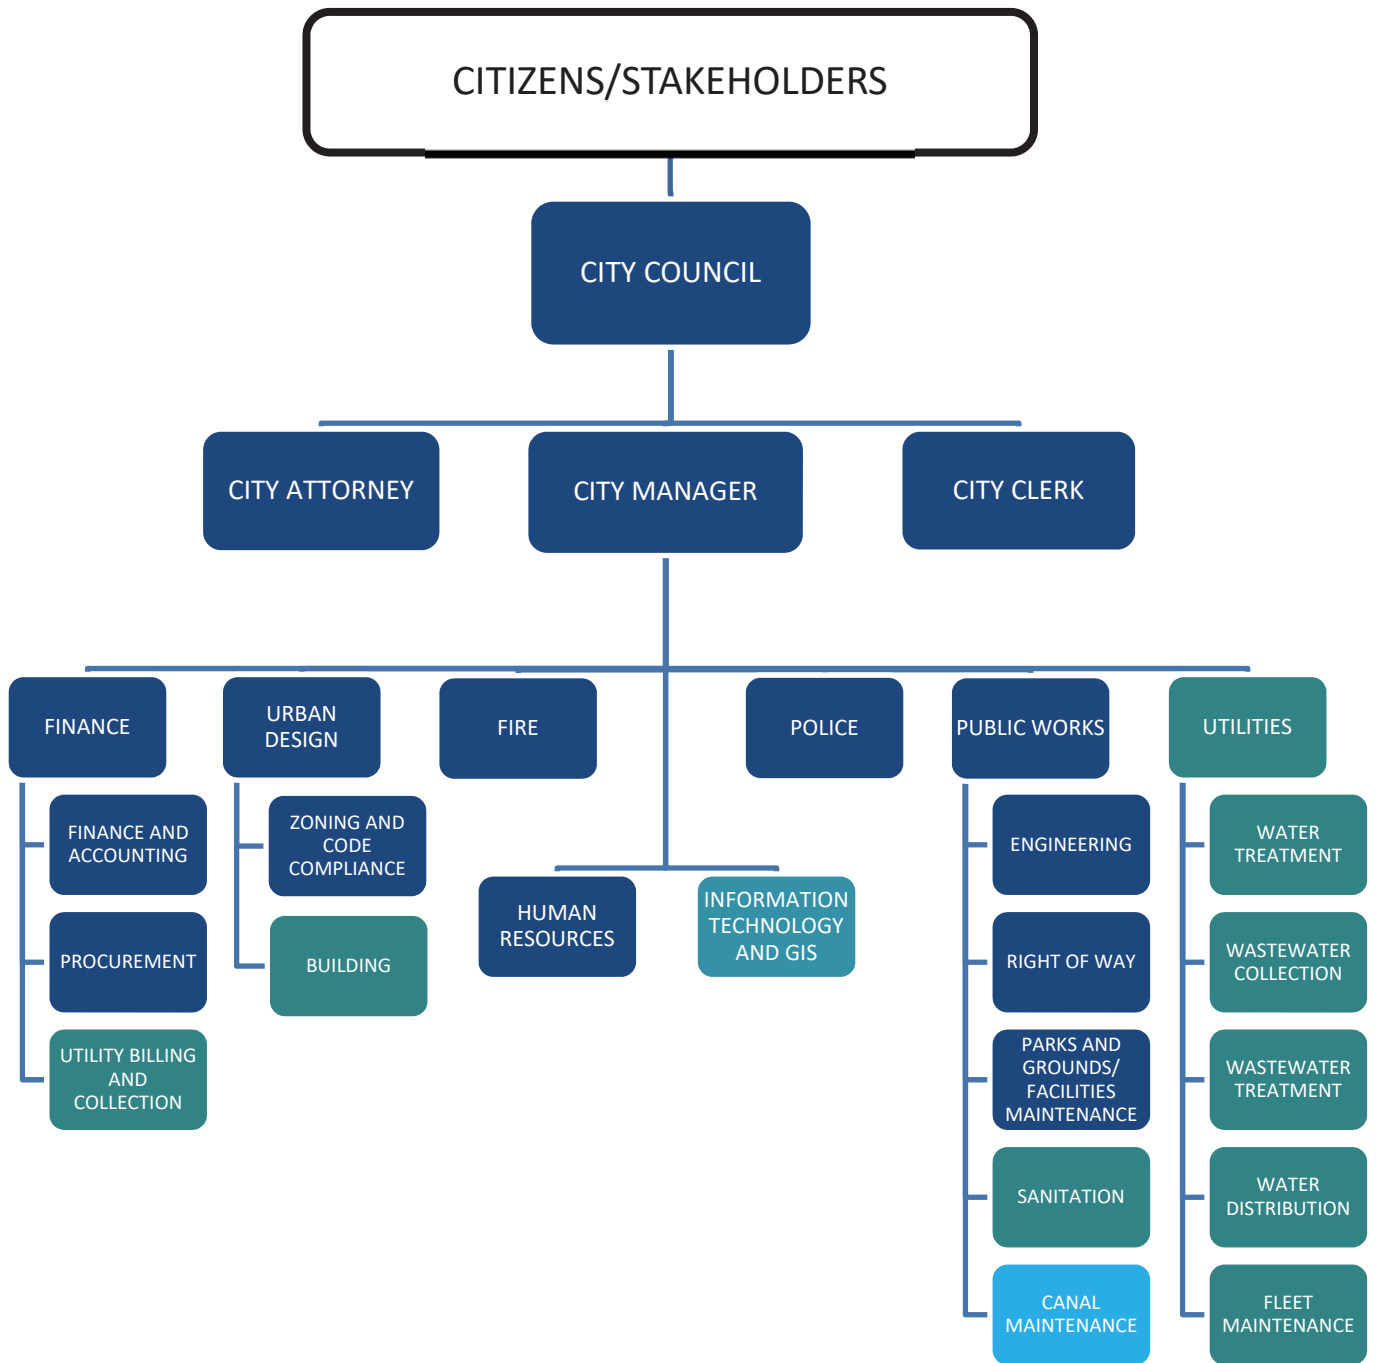 CITIZENS/STAKEHOLDERS
CITY COUNCIL
CITY ATTORNEY
CITY MANAGER
CITY CLERK
FINANCE
URBAN
DESIGN
FIRE
POLICE
PUBLIC WORKS
UTILITIES
FINANCE AND
ACCOUNTING
PROCUREMENT
UTILITY BILLING
AND
COLLECTION
ZONING AND
CODE
COMPLIANCE
BUILDING
HUMAN
RESOURCES
INFORMATION
TECHNOLOGY
AND GIS
ENGINEERING
RIGHT OF WAY
PARKS AND
GROUNDS/
FACILITIES
MAINTENANCE
SANITATION
CANAL
MAINTENANCE
WATER
TREATMENT
WASTEWATER
COLLECTION
WASTEWATER
TREATMENT
WATER
DISTRIBUTION
FLEET
MAINTENANCE